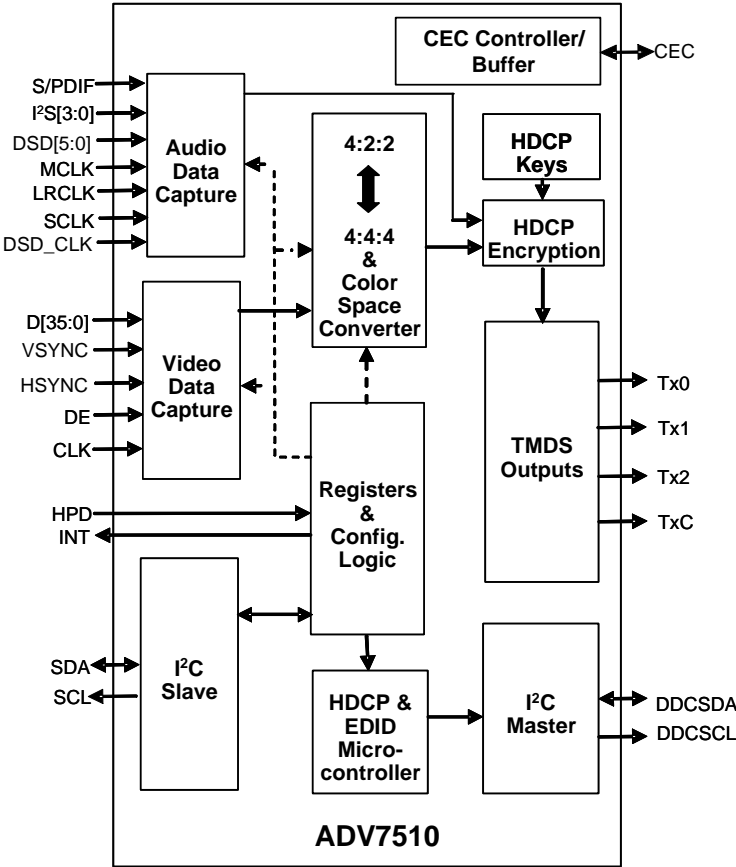 CEC Controller/
Buffer
CEC
S/PDIF
I²S[3:0]
DSD[5:0]
MCLK
LRCLK
SCLK
DSD_CLK
Audio
Data
Capture
4:2:2
4:4:4
&
Color
Space
Converter
HDCP
Keys
HDCP
Encryption
D[35:0]
VSYNC
HSYNC
DE
CLK
Video
Data
Capture
TMDS
Outputs
Tx0
Tx1
Tx2
TxC
HPD
INT
Registers
&
Config.
Logic
SDA
SCL
I²C
Slave
HDCP &
EDID
Micro-
controller
I²C
Master
DDCSDA
DDCSCL
ADV7510